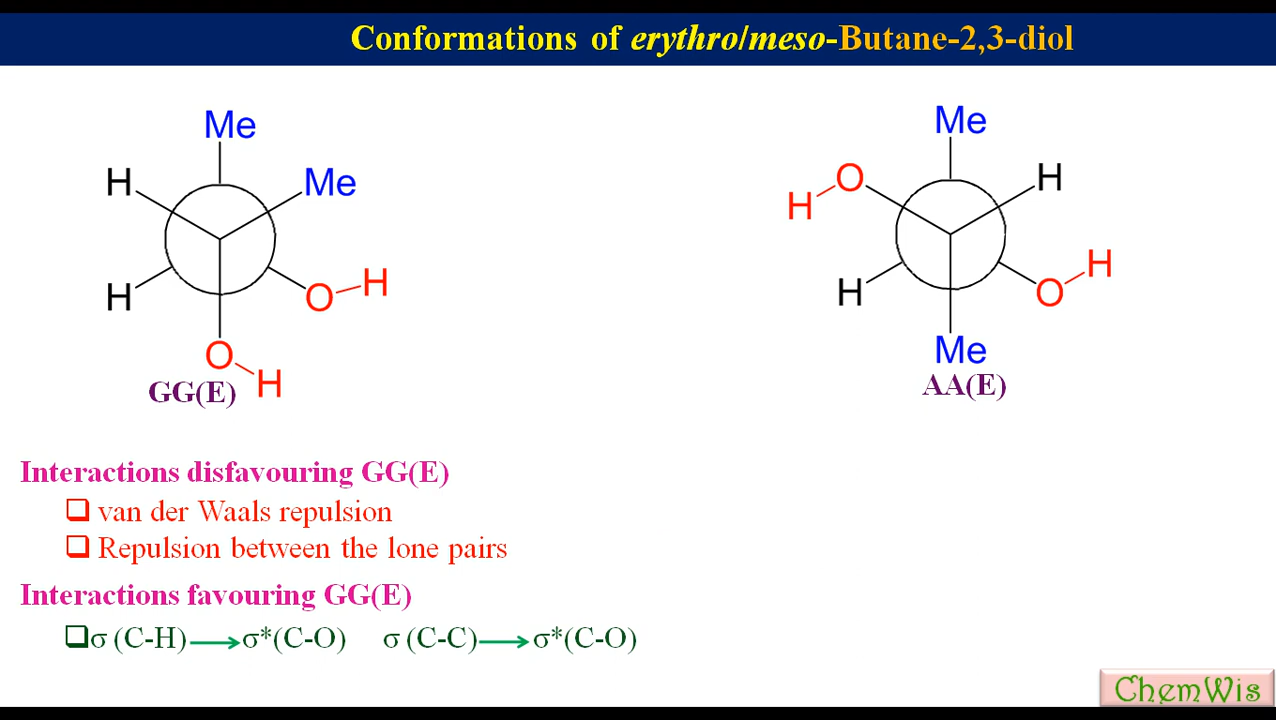 Conformations of erythro/meso-Butane-2,3-diol
Me
H
Me
H
O
H
O
H
GG(E)
Me
O
H
H
H
H
O
Me
AA(E)
Interactions disfavouring GG(E)
❑ van der Waals repulsion
❑ Repulsion between the lone pairs
Interactions favouring GG(E)
❑σ (C-H)⟶σ*(C-O) σ (C-C)⟶σ*(C-O)
ChemWis